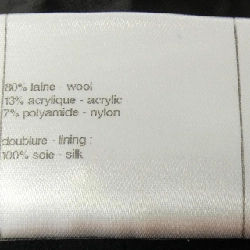 80% laine - wool
13% acrylique - acrylic
7% polyamide - nylon
doublure - lining :
100% soie - silk